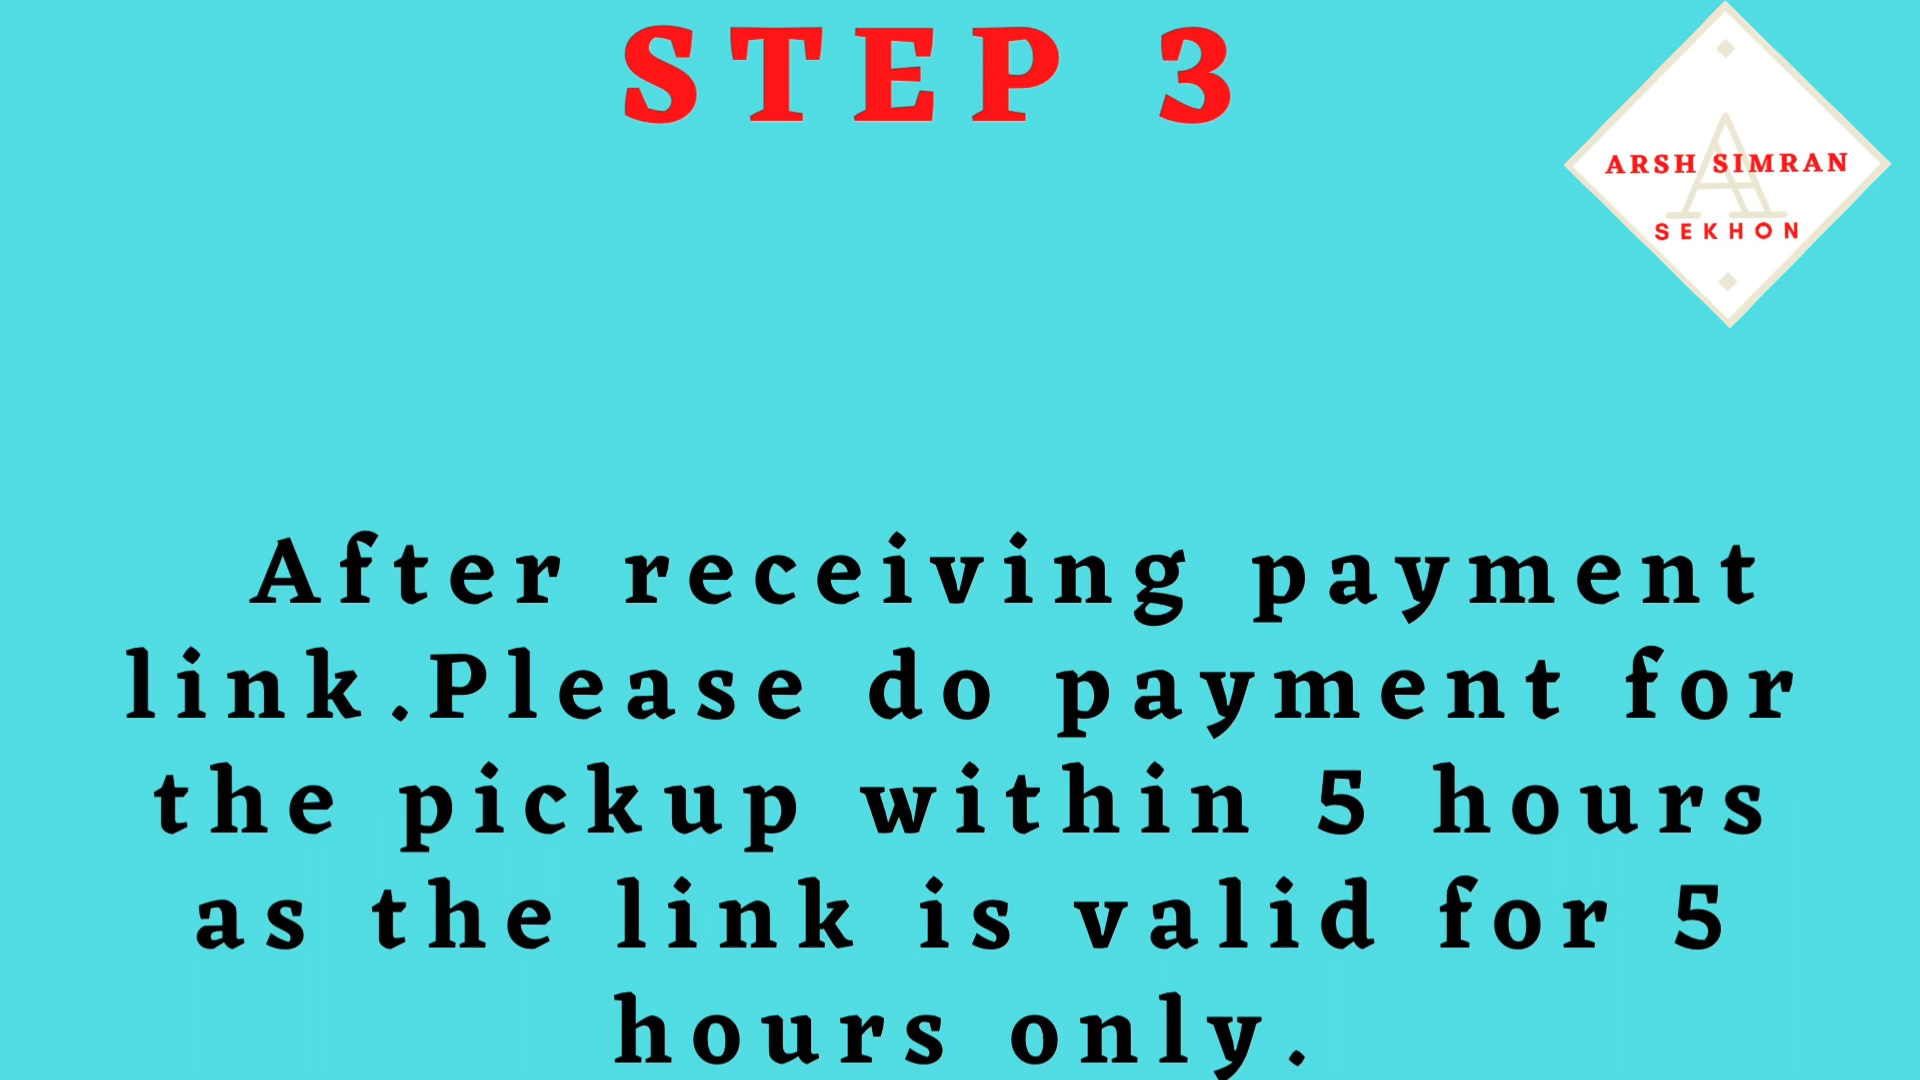 STEP 3
ARSH SIMRAN
SEKHON
After receiving payment
link.Please do payment for
the pickup within 5 hours
as the link is valid for 5
hours only.